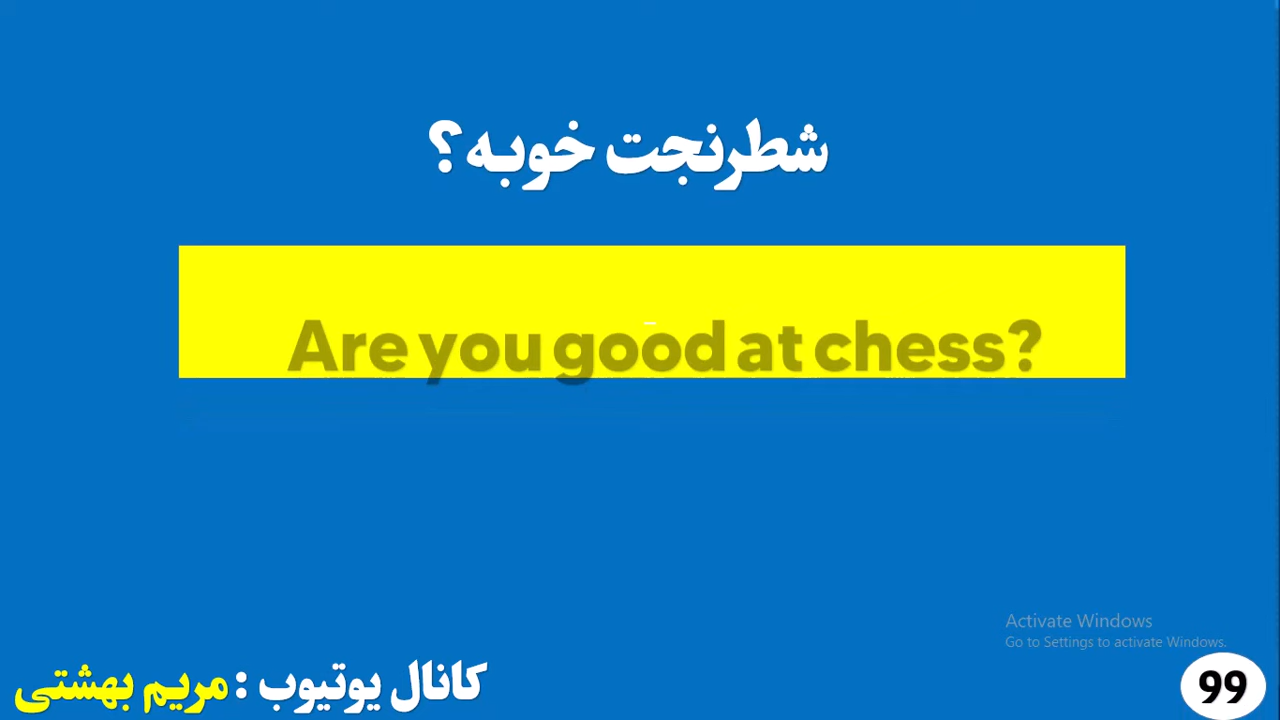 شطرنجت خوبه؟
Are you good at chess?
Activate Windows
Go to Settings to activate Windows.
کانال یوتیوب : مریم بهشتی
99